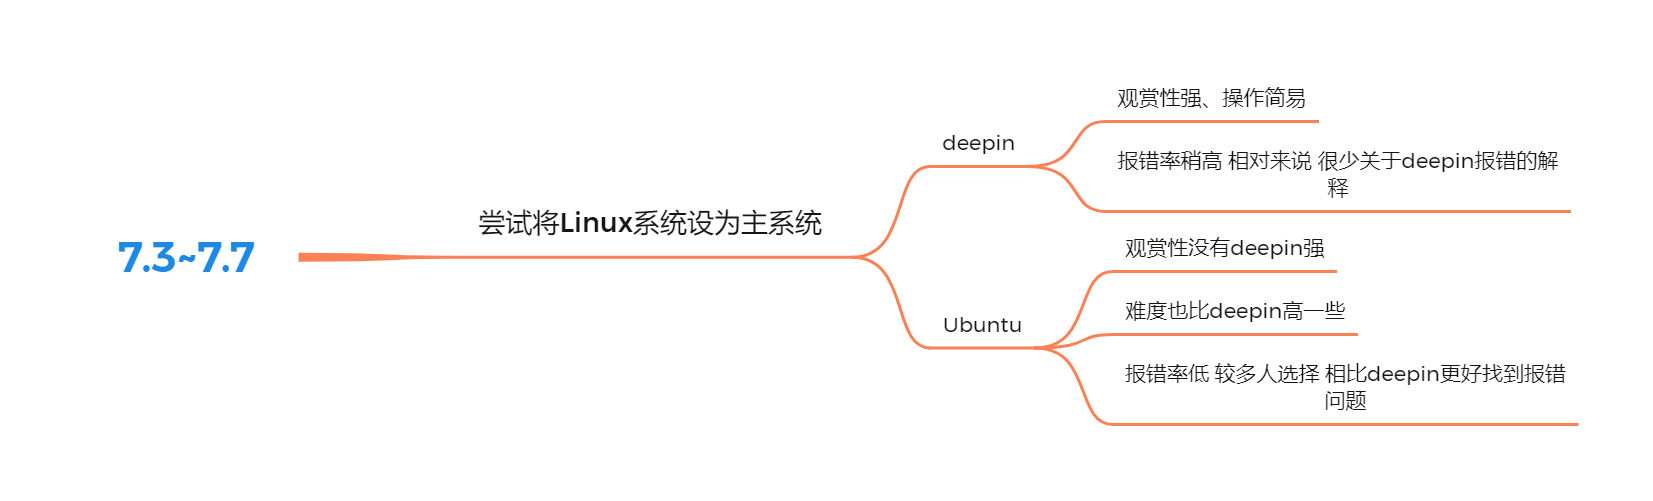 7.3~7.7
尝试将Linux系统设为主系统
deepin
观赏性强、操作简易
报错率稍高 相对来说 很少关于deepin报错的解
释
Ubuntu
观赏性没有deepin强
难度也比deepin高一些
报错率低 较多人选择 相比deepin更好找到报错
问题